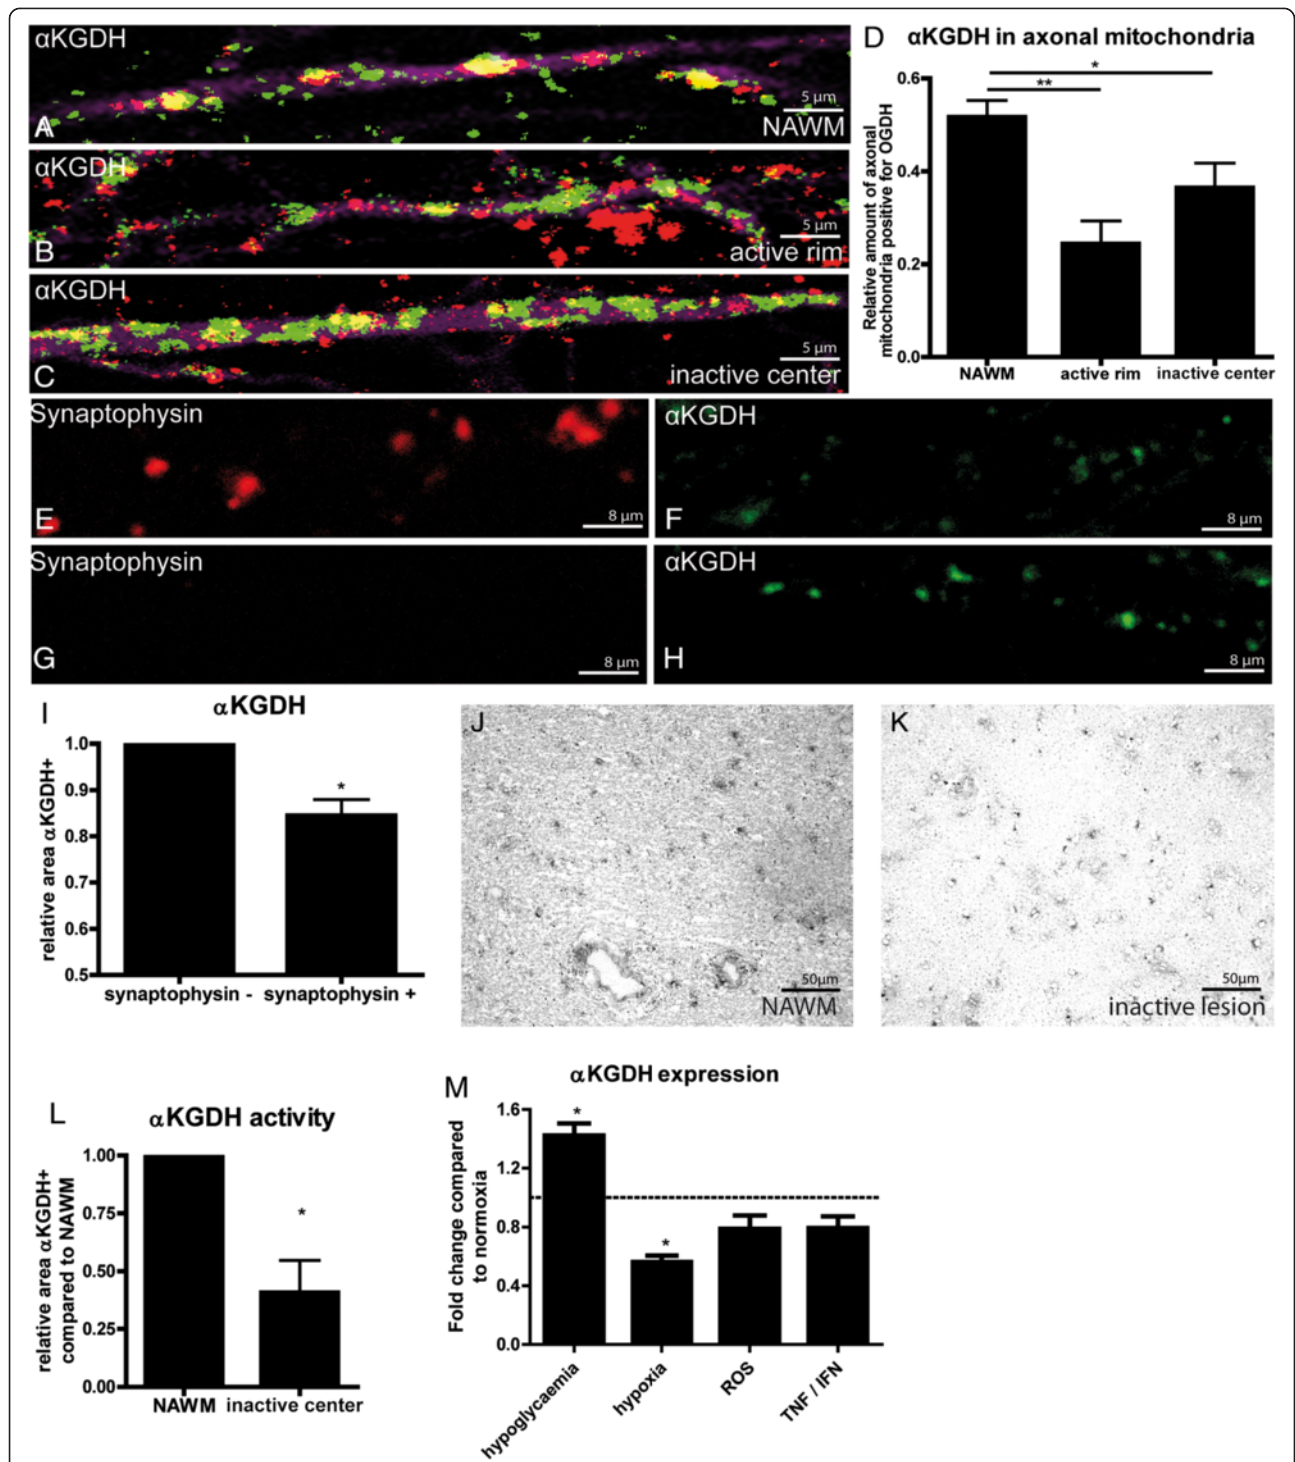 αKGDH
5 µm
NAWM
A
αKGDH
5 µm
active rim
B
αKGDH
5 µm
inactive center
C
D
αKGDH in axonal mitochondria
Relative amount of axonal
mitochondria positive for OGDH
0.6
0.4
0.2
0.0
*
**
NAWM active rim inactive center
Synaptophysin
E
8 µm
αKGDH
F
8 µm
Synaptophysin
G
8 µm
αKGDH
H
8 µm
I
αKGDH
relative area αKGDH+
1.0
0.9
0.8
0.7
0.6
0.5
*
synaptophysin - synaptophysin +
J
50µm
NAWM
K
50µm
inactive lesion
L
αKGDH activity
relative area αKGDH+
compared to NAWM
1.00
0.75
0.50
0.25
0.00
*
NAWM inactive center
M
αKGDH expression
Fold change compared
to normoxia
1.6
1.2
0.8
0.4
0.0
*
*
hypoglycaemia
hypoxia
ROS
TNF / IFN